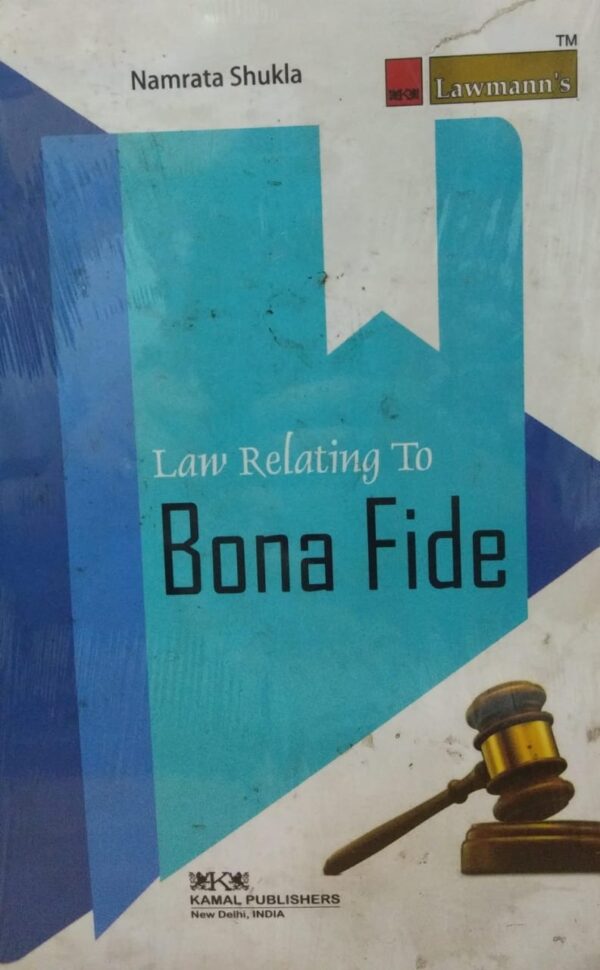 TM
Namrata Shukla
Lawmann's
Law Relating To
Bona Fide
KAMAL PUBLISHERS
New Delhi, INDIA